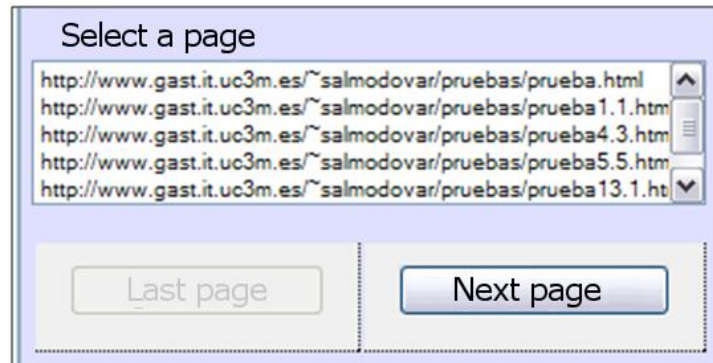 Select a page
http://www.gast.it.uc3m.es/~salmodovar/pruebas/prueba.html
http://www.gast.it.uc3m.es/~salmodovar/pruebas/prueba1.1.htm
http://www.gast.it.uc3m.es/~salmodovar/pruebas/prueba4.3.htm
http://www.gast.it.uc3m.es/~salmodovar/pruebas/prueba5.5.htm
http://www.gast.it.uc3m.es/~salmodovar/pruebas/prueba13.1.ht
Last page Next page